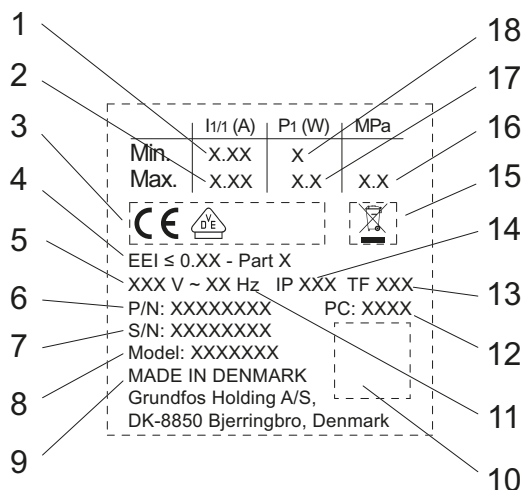 1
2
3
4
5
6
7
8
9
18
17
16
15
14
13
12
11
10
I1/1 (A) P1 (W) MPa
Min. X.XX X
Max. X.XX X.X X.X
CE DVE
EEI ≤ 0.XX - Part X
XXX V ~ XX Hz IP XXX TF XXX
P/N: XXXXXXXX PC: XXXX
S/N: XXXXXXXX
Model: XXXXXXX
MADE IN DENMARK
Grundfos Holding A/S,
DK-8850 Bjerringbro, Denmark